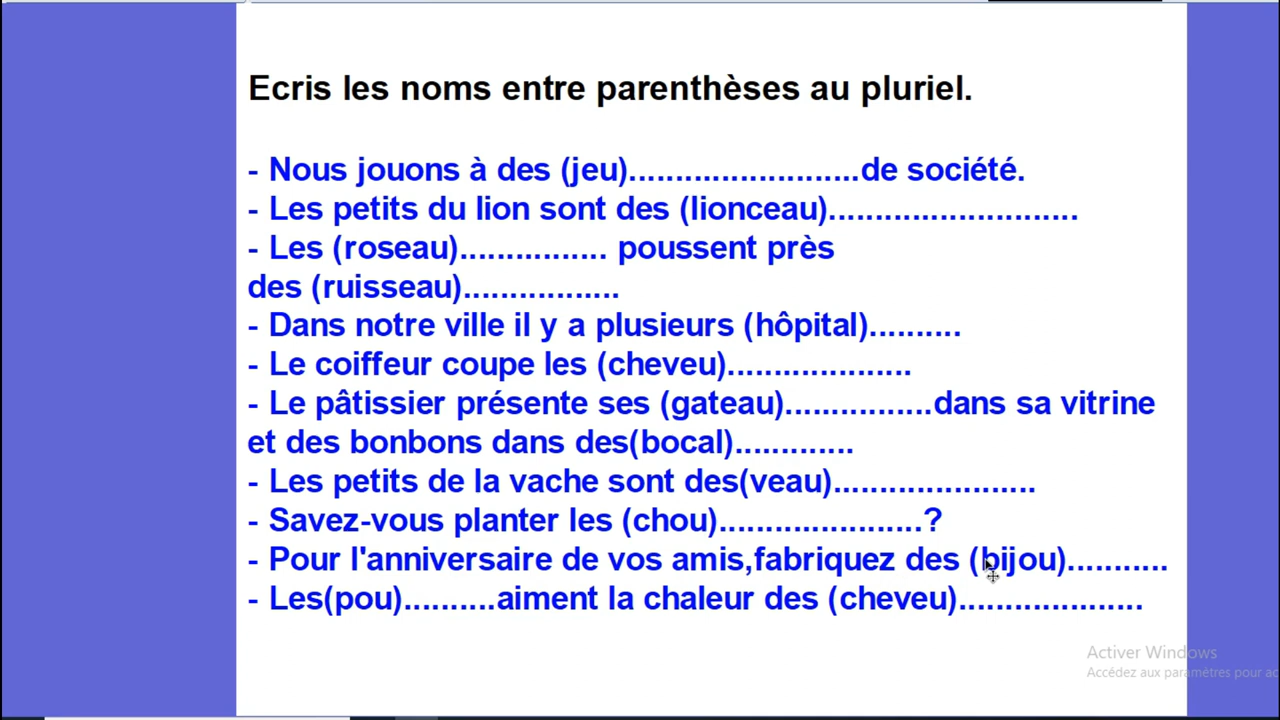 Ecris les noms entre parenthèses au pluriel.
- Nous jouons à des (jeu).........................de société.
- Les petits du lion sont des (lionceau)...........................
- Les (roseau)................ poussent près
des (ruisseau).................
- Dans notre ville il y a plusieurs (hôpital)..........
- Le coiffeur coupe les (cheveu)....................
- Le pâtissier présente ses (gateau)................dans sa vitrine
et des bonbons dans des(bocal).............
- Les petits de la vache sont des(veau)......................
- Savez-vous planter les (chou)......................?
- Pour l'anniversaire de vos amis,fabriquez des (bijou)...........
- Les(pou)..........aiment la chaleur des (cheveu)....................
Activer Windows
Accédez aux paramètres pour ac